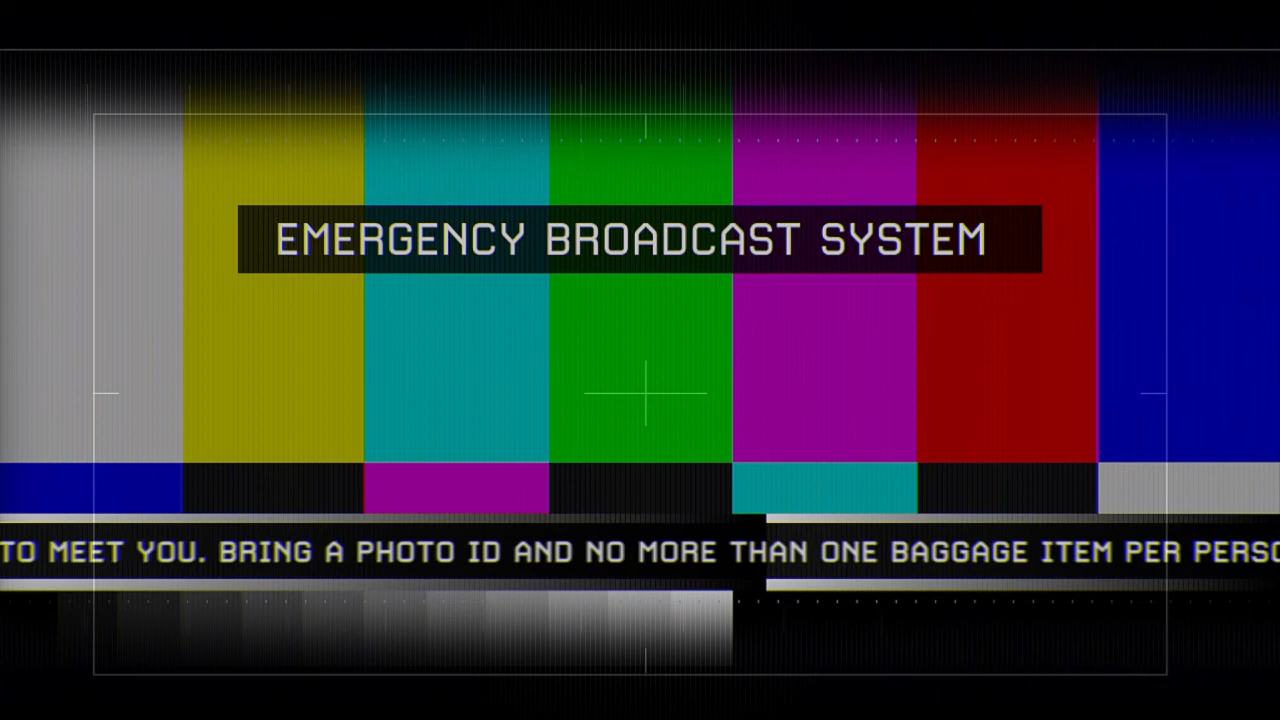 EMERGENCY BROADCAST SYSTEM
TO MEET YOU. BRING A PHOTO ID AND NO MORE THAN ONE BAGGAGE ITEM PER